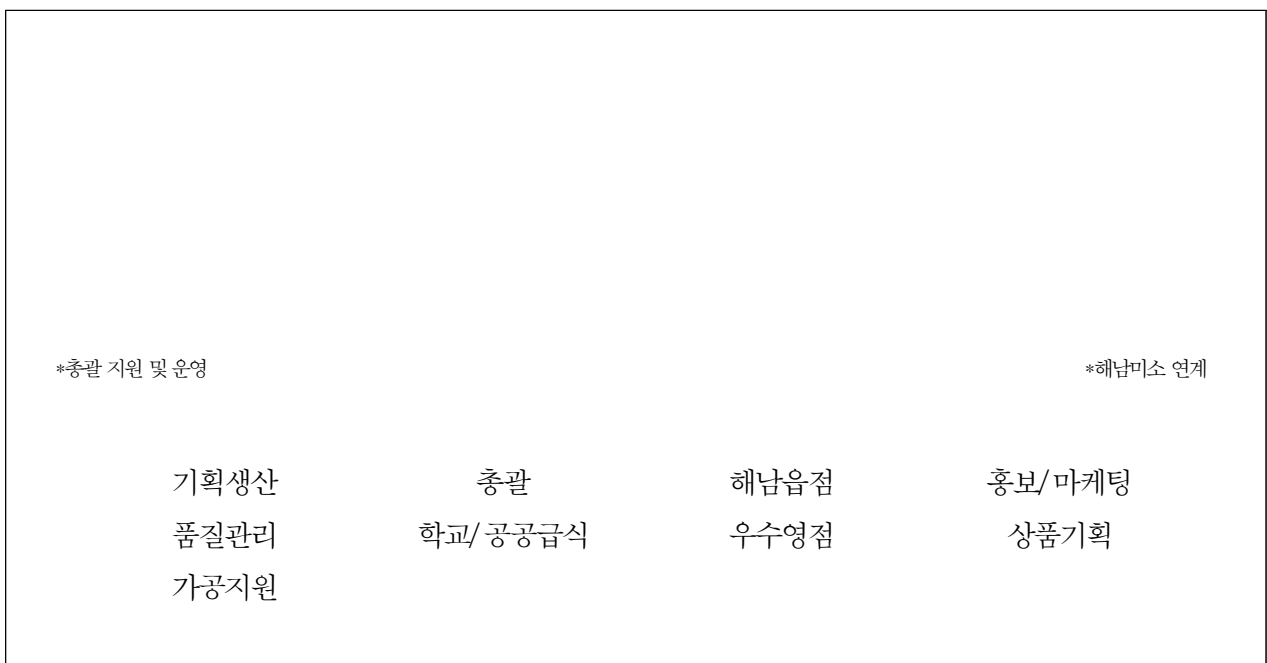 *총괄 지원 및 운영 *해남미소 연계
기획생산 총괄 해남읍점 홍보/마케팅
품질관리 학교/공공급식 우수영점 상품기획
가공지원